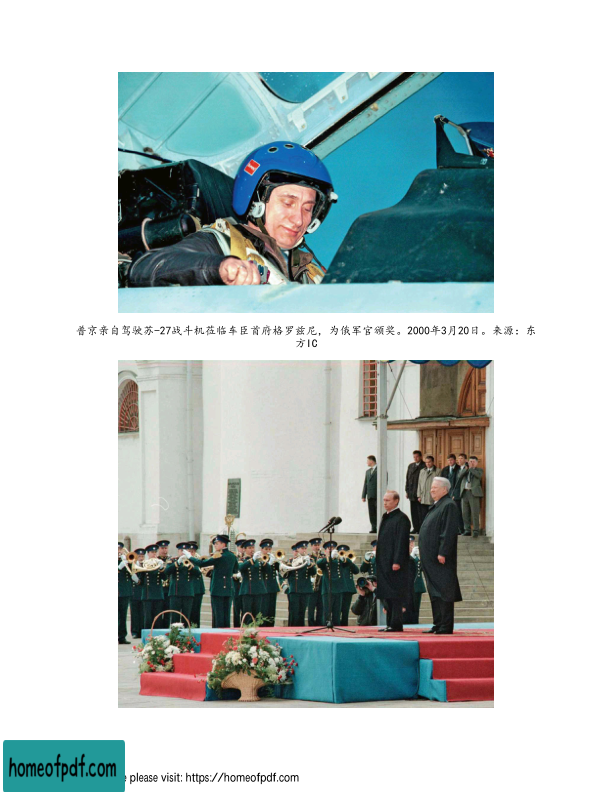 普京亲自驾驶苏-27战斗机莅临车臣首府格罗兹尼，为俄军官颁奖。2000年3月20日。来源：东
方IC
homeofpdf.com
please visit: https://homeofpdf.com